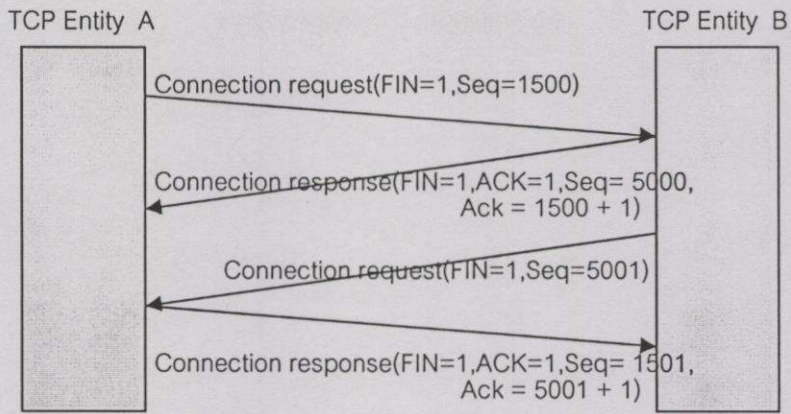 TCP Entity A
TCP Entity B
Connection request(FIN=1,Seq=1500)
Connection response(FIN=1,ACK=1,Seq= 5000,
Ack = 1500 + 1)
Connection request(FIN=1,Seq=5001)
Connection response(FIN=1,ACK=1,Seq= 1501,
Ack = 5001 + 1)